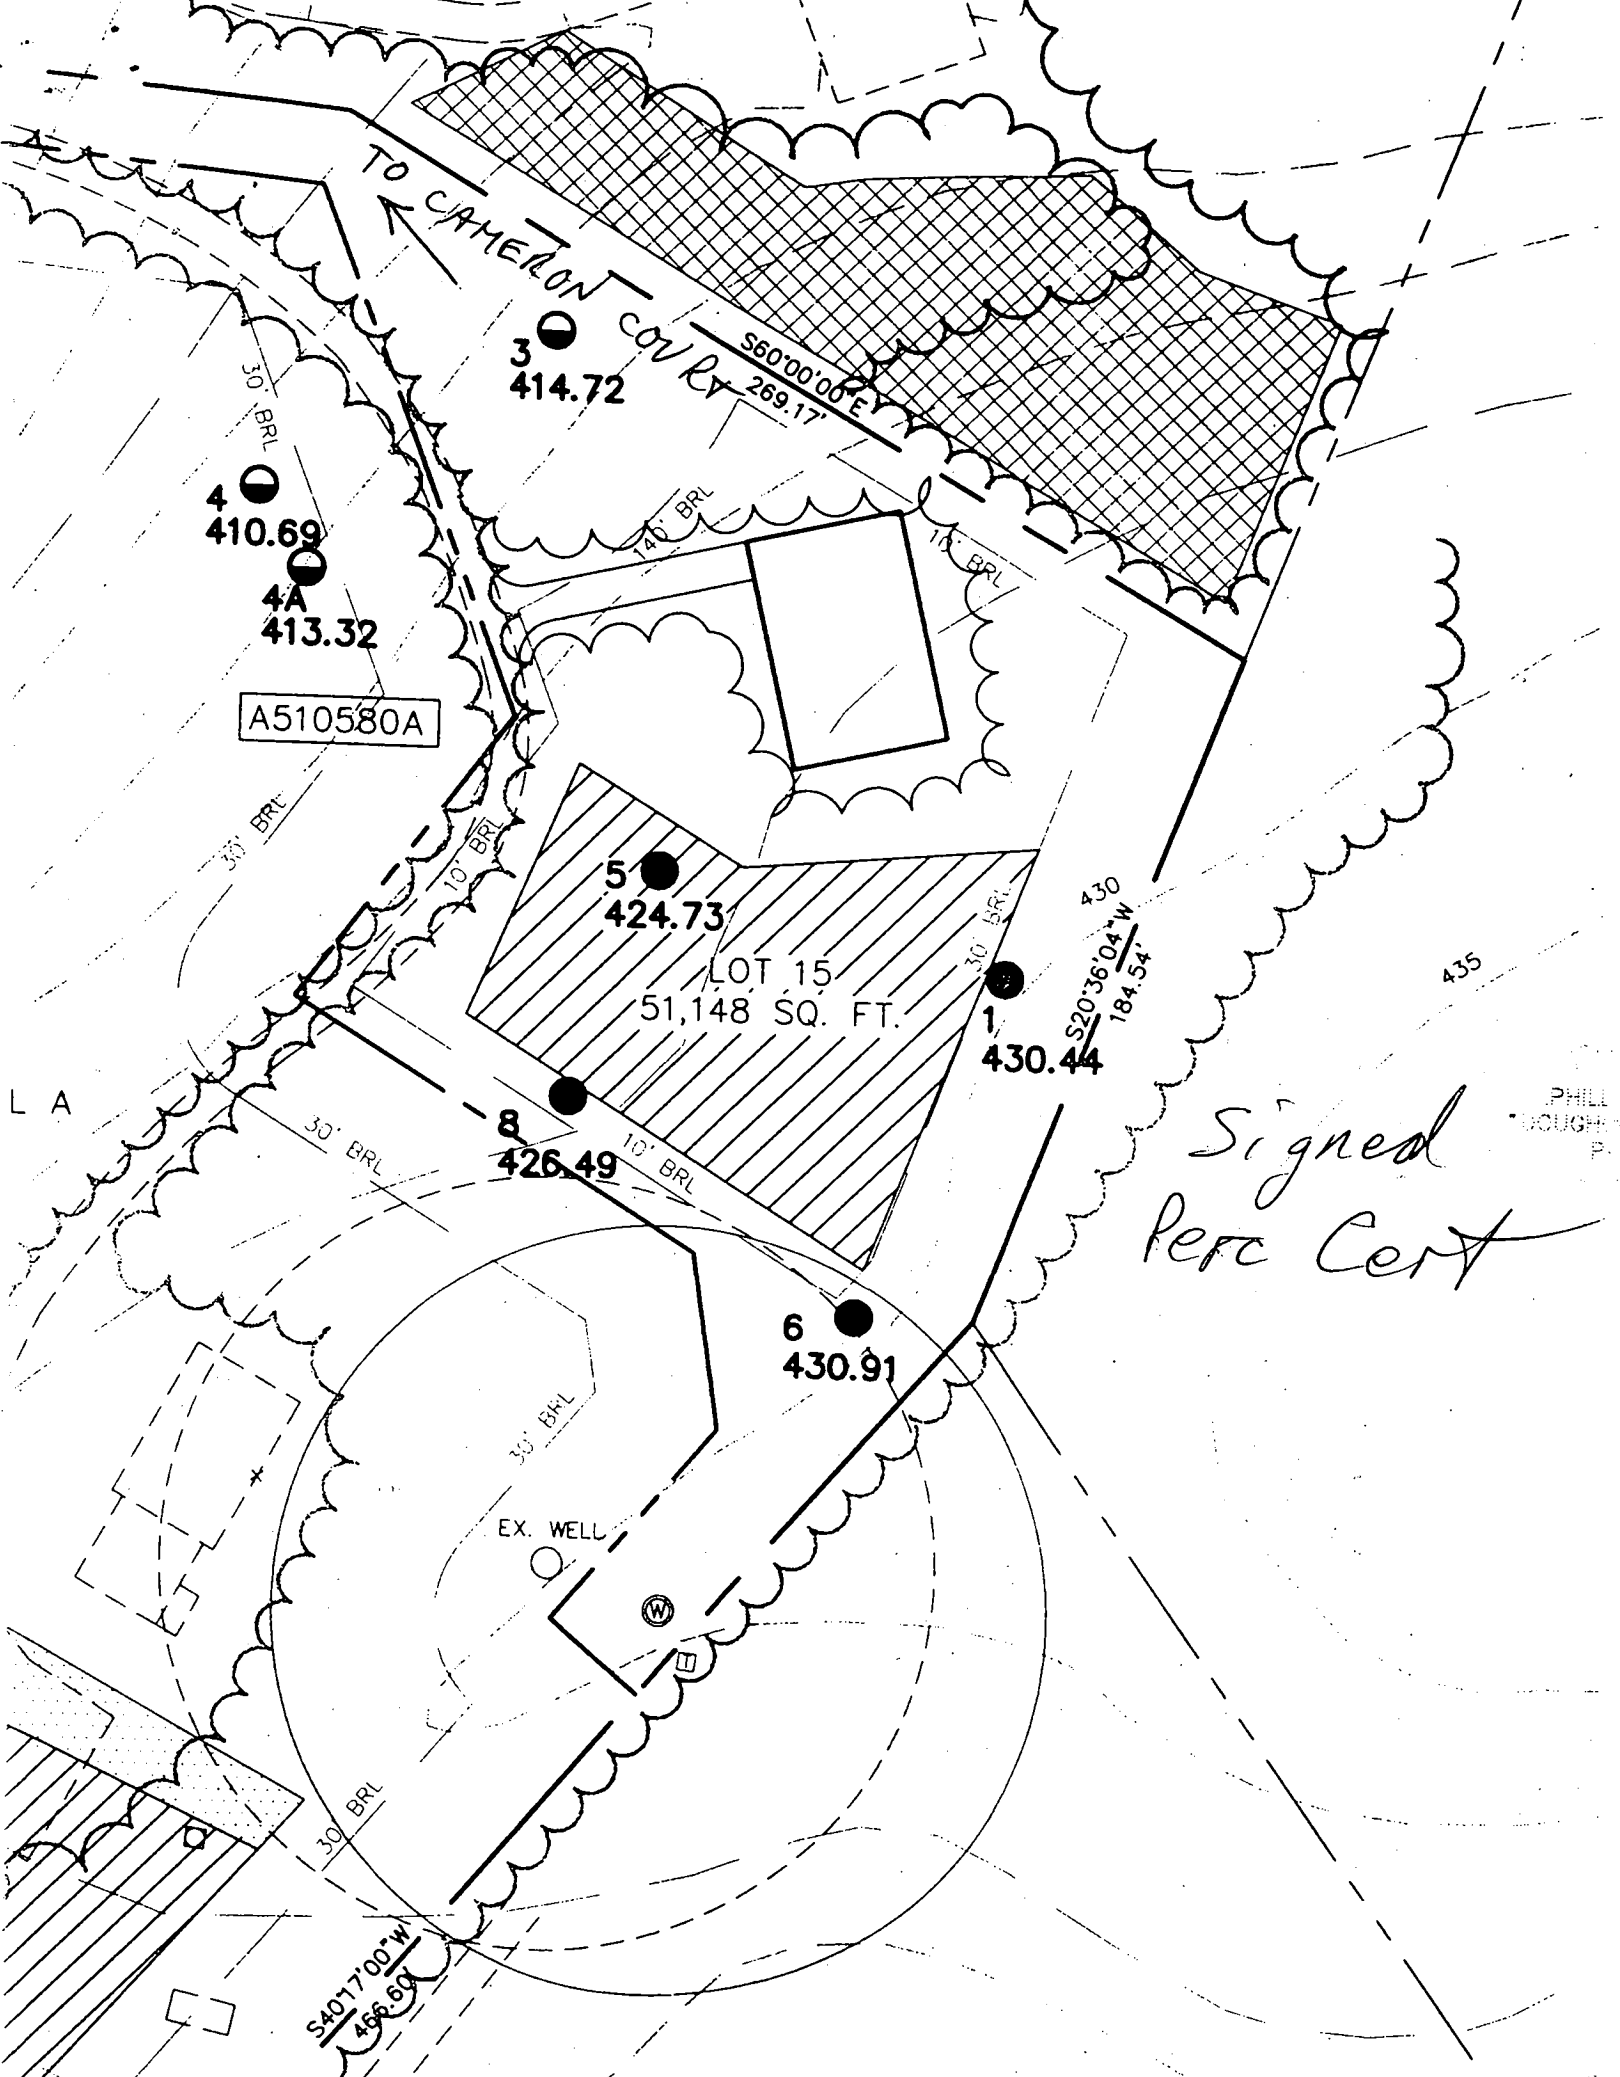 TO CAMERON COURT
S60°00'00"E
269.17'
3
414.72
30' BRL
4
410.69
4A
413.32
140' BRL
10' BRL
A510580A
30' BRL
10' BRL
5
424.73
LOT 15
51,148 SQ. FT.
30' BRL
430
S20°36'04"W
184.54'
435
1
430.44
L A
8
426.49
10' BRL
30' BRL
Signed
Perc Cert
PHILL
DOUGH
P
6
430.91
30' BRL
EX. WELL
W
T
30' BRL
S40°17'00"W
466.60'